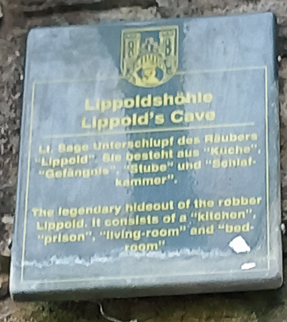 Lippoldshöhle
Lippold's Cave
Lt. Sage Unterschlupf des Räubers
"Lippold". Sie besteht aus "Küche",
"Gefängnis", "Stube" und "Schlaf-
kammer".
The legendary hideout of the robber
Lippold. It consists of a "kitchen",
"prison", "living-room" and "bed-
room"